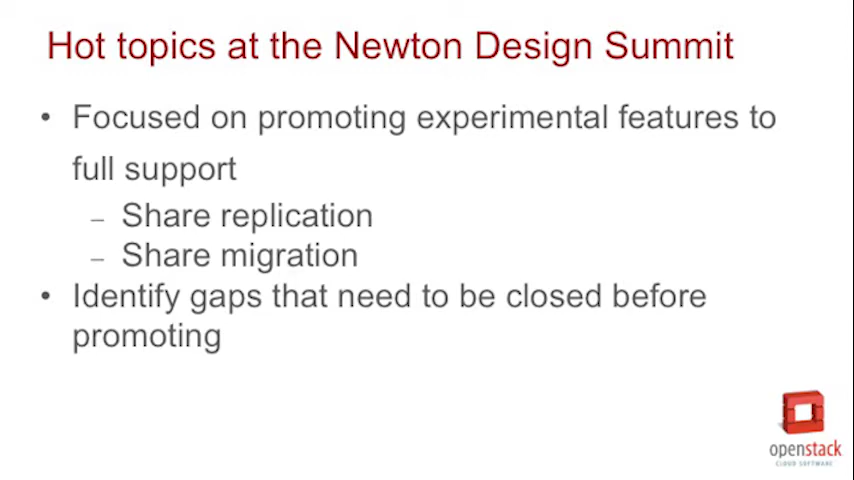 Hot topics at the Newton Design Summit
• Focused on promoting experimental features to
full support
– Share replication
– Share migration
• Identify gaps that need to be closed before
promoting
openstack
CLOUD SOFTWARE